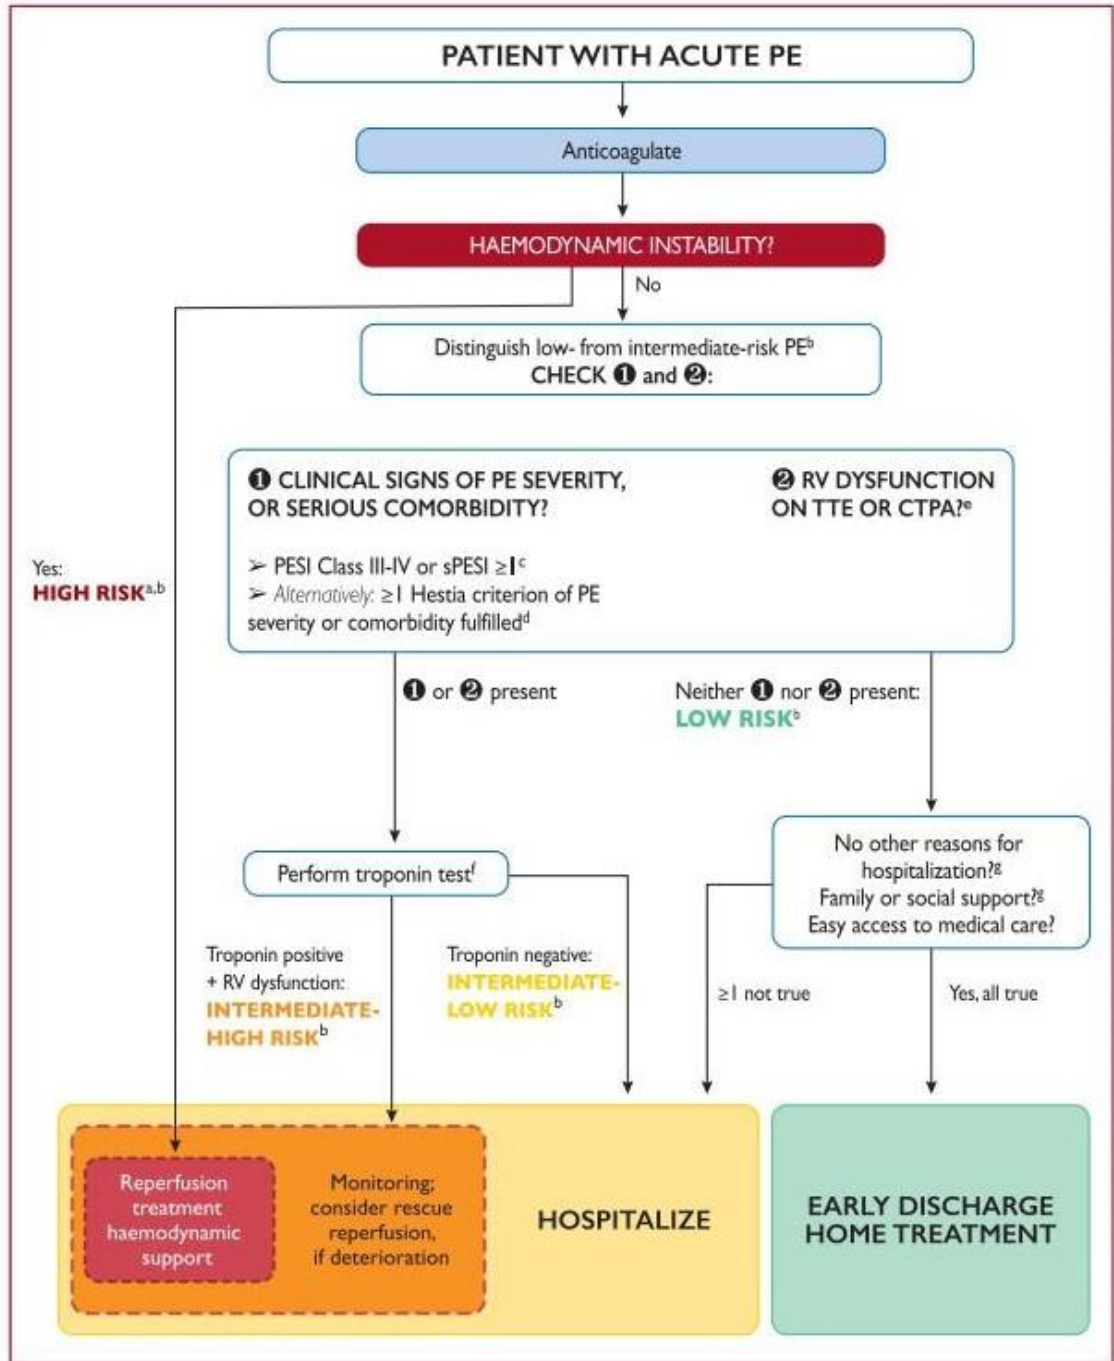 PATIENT WITH ACUTE PE
Anticoagulate
HAEMODYNAMIC INSTABILITY?
No
Distinguish low- from intermediate-risk PEᵇ
CHECK ❶ and ❷:
❶ CLINICAL SIGNS OF PE SEVERITY,
OR SERIOUS COMORBIDITY?
➢ PESI Class III-IV or sPESI ≥1ᶜ
➢ Alternatively: ≥1 Hestia criterion of PE
severity or comorbidity fulfilledᵈ
❷ RV DYSFUNCTION
ON TTE OR CTPA?ᵉ
Yes:
HIGH RISKᵃ,ᵇ
❶ or ❷ present
Neither ❶ nor ❷ present:
LOW RISKᵇ
Perform troponin testᶠ
No other reasons for
hospitalization?ᵍ
Family or social support?ᵍ
Easy access to medical care?
Troponin positive
+ RV dysfunction:
INTERMEDIATE-
HIGH RISKᵇ
Troponin negative:
INTERMEDIATE-
LOW RISKᵇ
≥1 not true
Yes, all true
Reperfusion
treatment
haemodynamic
support
Monitoring;
consider rescue
reperfusion,
if deterioration
HOSPITALIZE
EARLY DISCHARGE
HOME TREATMENT